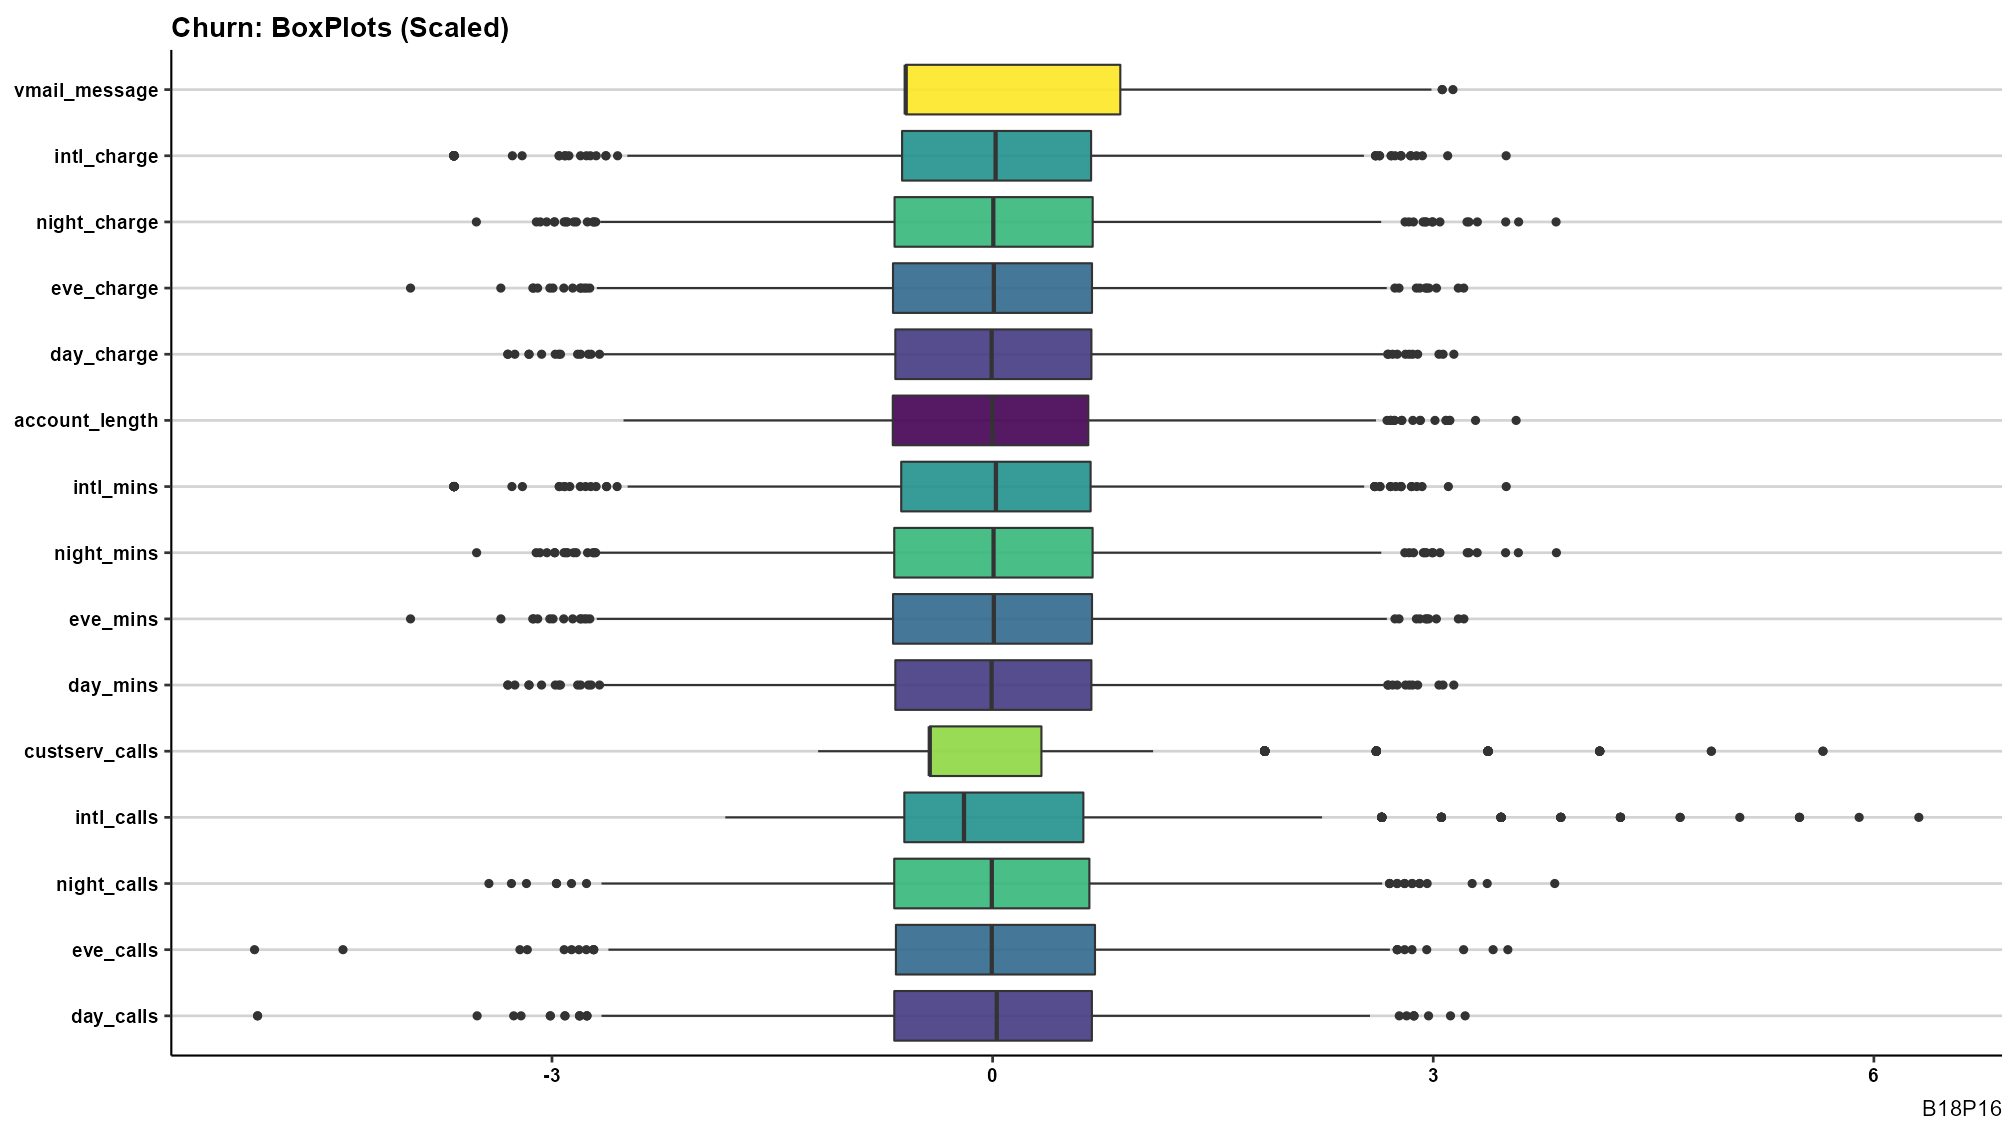 Churn: BoxPlots (Scaled)
vmail_message
intl_charge
night_charge
eve_charge
day_charge
account_length
intl_mins
night_mins
eve_mins
day_mins
custserv_calls
intl_calls
night_calls
eve_calls
day_calls
-3 0 3 6
B18P16